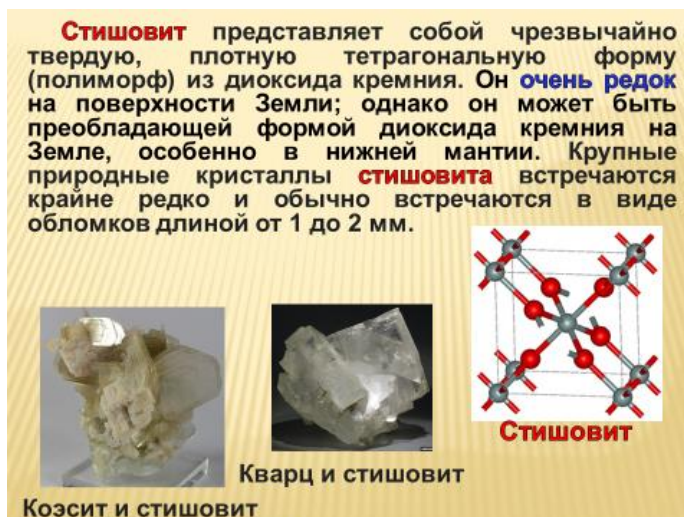 Стишовит представляет собой чрезвычайно
твердую, плотную тетрагональную форму
(полиморф) из диоксида кремния. Он очень редок
на поверхности Земли; однако он может быть
преобладающей формой диоксида кремния на
Земле, особенно в нижней мантии. Крупные
природные кристаллы стишовита встречаются
крайне редко и обычно встречаются в виде
обломков длиной от 1 до 2 мм.
Стишовит
Кварц и стишовит
Коэсит и стишовит